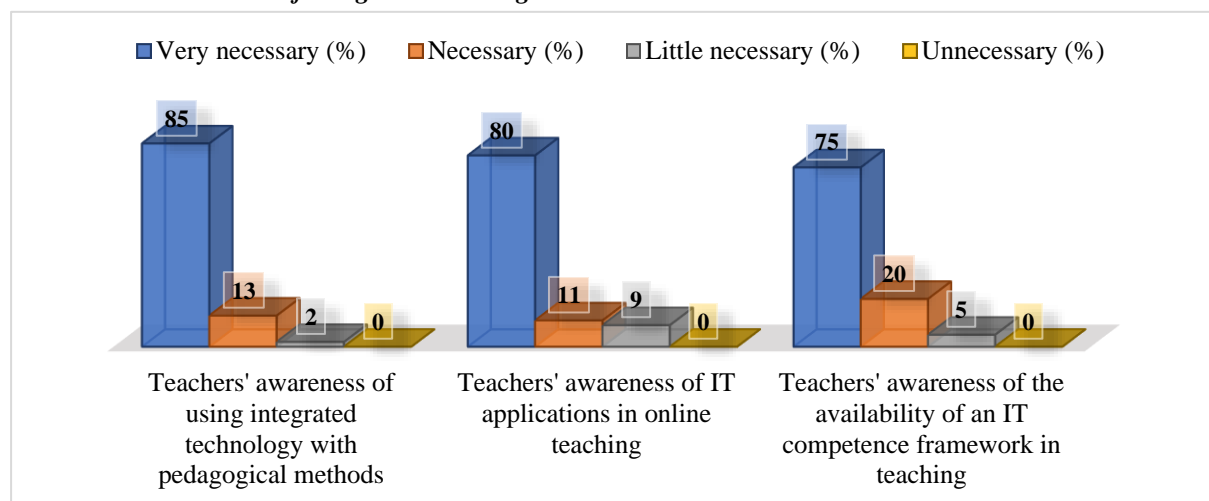 Very necessary (%) Necessary (%) Little necessary (%) Unnecessary (%)
85
13
2
0
80
11
9
0
75
20
5
0
Teachers' awareness of
using integrated
technology with
pedagogical methods
Teachers' awareness of IT
applications in online
teaching
Teachers' awareness of the
availability of an IT
competence framework in
teaching